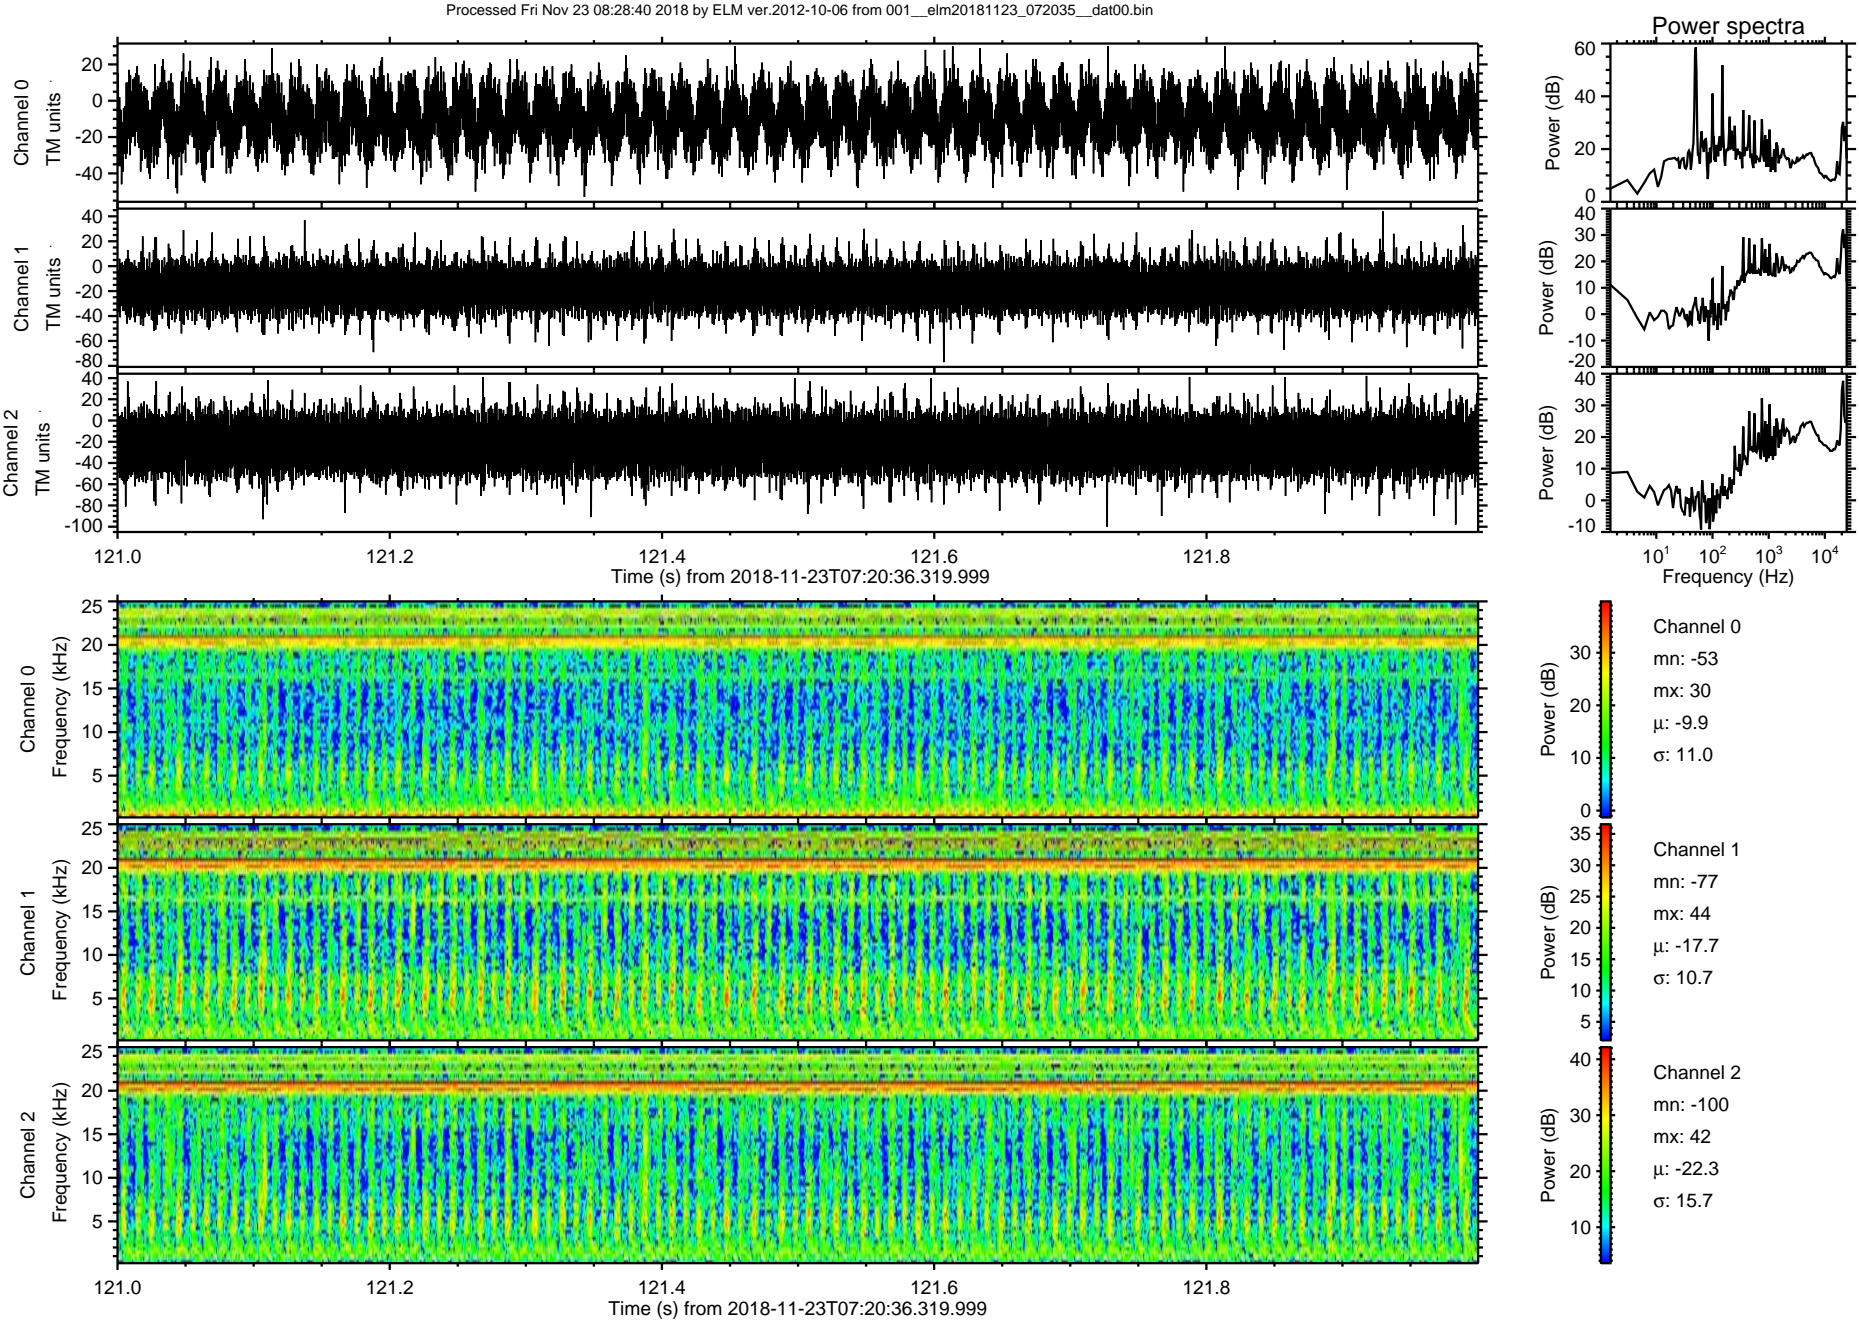 Processed Fri Nov 23 08:28:40 2018 by ELM ver.2012-10-06 from 001__elm20181123_072035__dat00.bin
Power spectra
Channel 0
TM units
20
0
-20
-40
Power (dB)
60
40
20
0
Channel 1
TM units
40
20
0
-20
-40
-60
-80
Power (dB)
40
30
20
10
0
-10
-20
Channel 2
TM units
40
20
0
-20
-40
-60
-80
-100
Power (dB)
40
30
20
10
0
-10
121.0 121.2 121.4 121.6 121.8
Time (s) from 2018-11-23T07:20:36.319.999
10¹ 10² 10³ 10⁴
Frequency (Hz)
Channel 0
Frequency (kHz)
25
20
15
10
5
Power (dB)
30
20
10
0
Channel 0
mn: -53
mx: 30
μ: -9.9
σ: 11.0
Channel 1
Frequency (kHz)
25
20
15
10
5
Power (dB)
35
30
25
20
15
10
5
Channel 1
mn: -77
mx: 44
μ: -17.7
σ: 10.7
Channel 2
Frequency (kHz)
25
20
15
10
5
Power (dB)
40
30
20
10
Channel 2
mn: -100
mx: 42
μ: -22.3
σ: 15.7
121.0 121.2 121.4 121.6 121.8
Time (s) from 2018-11-23T07:20:36.319.999